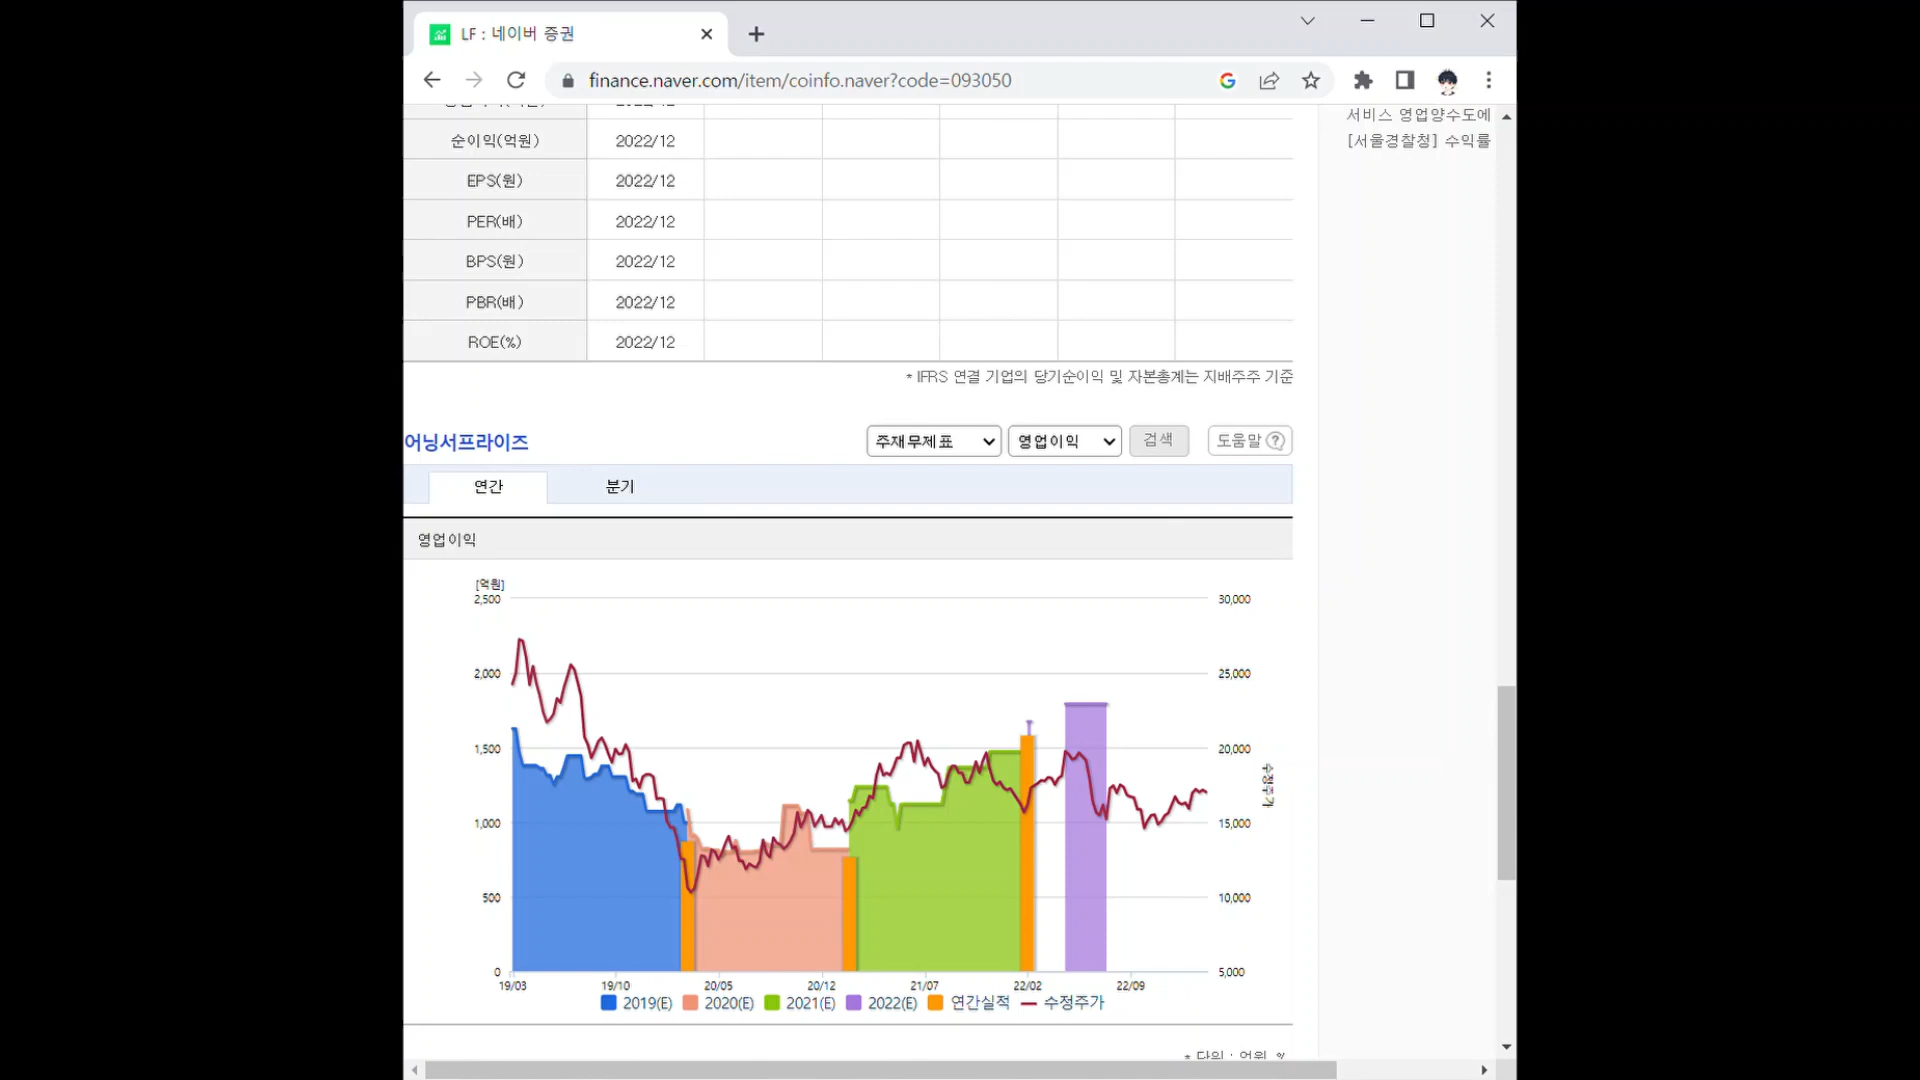 LF : 네이버 증권
finance.naver.com/item/coinfo.naver?code=093050
서비스 영업양수도에
순이익(억원) 2022/12
[서울경찰청] 수익률
EPS(원) 2022/12
PER(배) 2022/12
BPS(원) 2022/12
PBR(배) 2022/12
ROE(%) 2022/12
* IFRS 연결 기업의 당기순이익 및 자본총계는 지배주주 기준
어닝서프라이즈 주재무제표 영업이익 검색 도움말 ?
연간 분기
영업이익
[억원]
2,500 30,000
2,000 25,000
1,500 20,000
수정주가
1,000 15,000
500 10,000
0 5,000
19/03 19/10 20/05 20/12 21/07 22/02 22/09
2019(E) 2020(E) 2021(E) 2022(E) 연간실적 수정주가
* 단위 : 억원, %